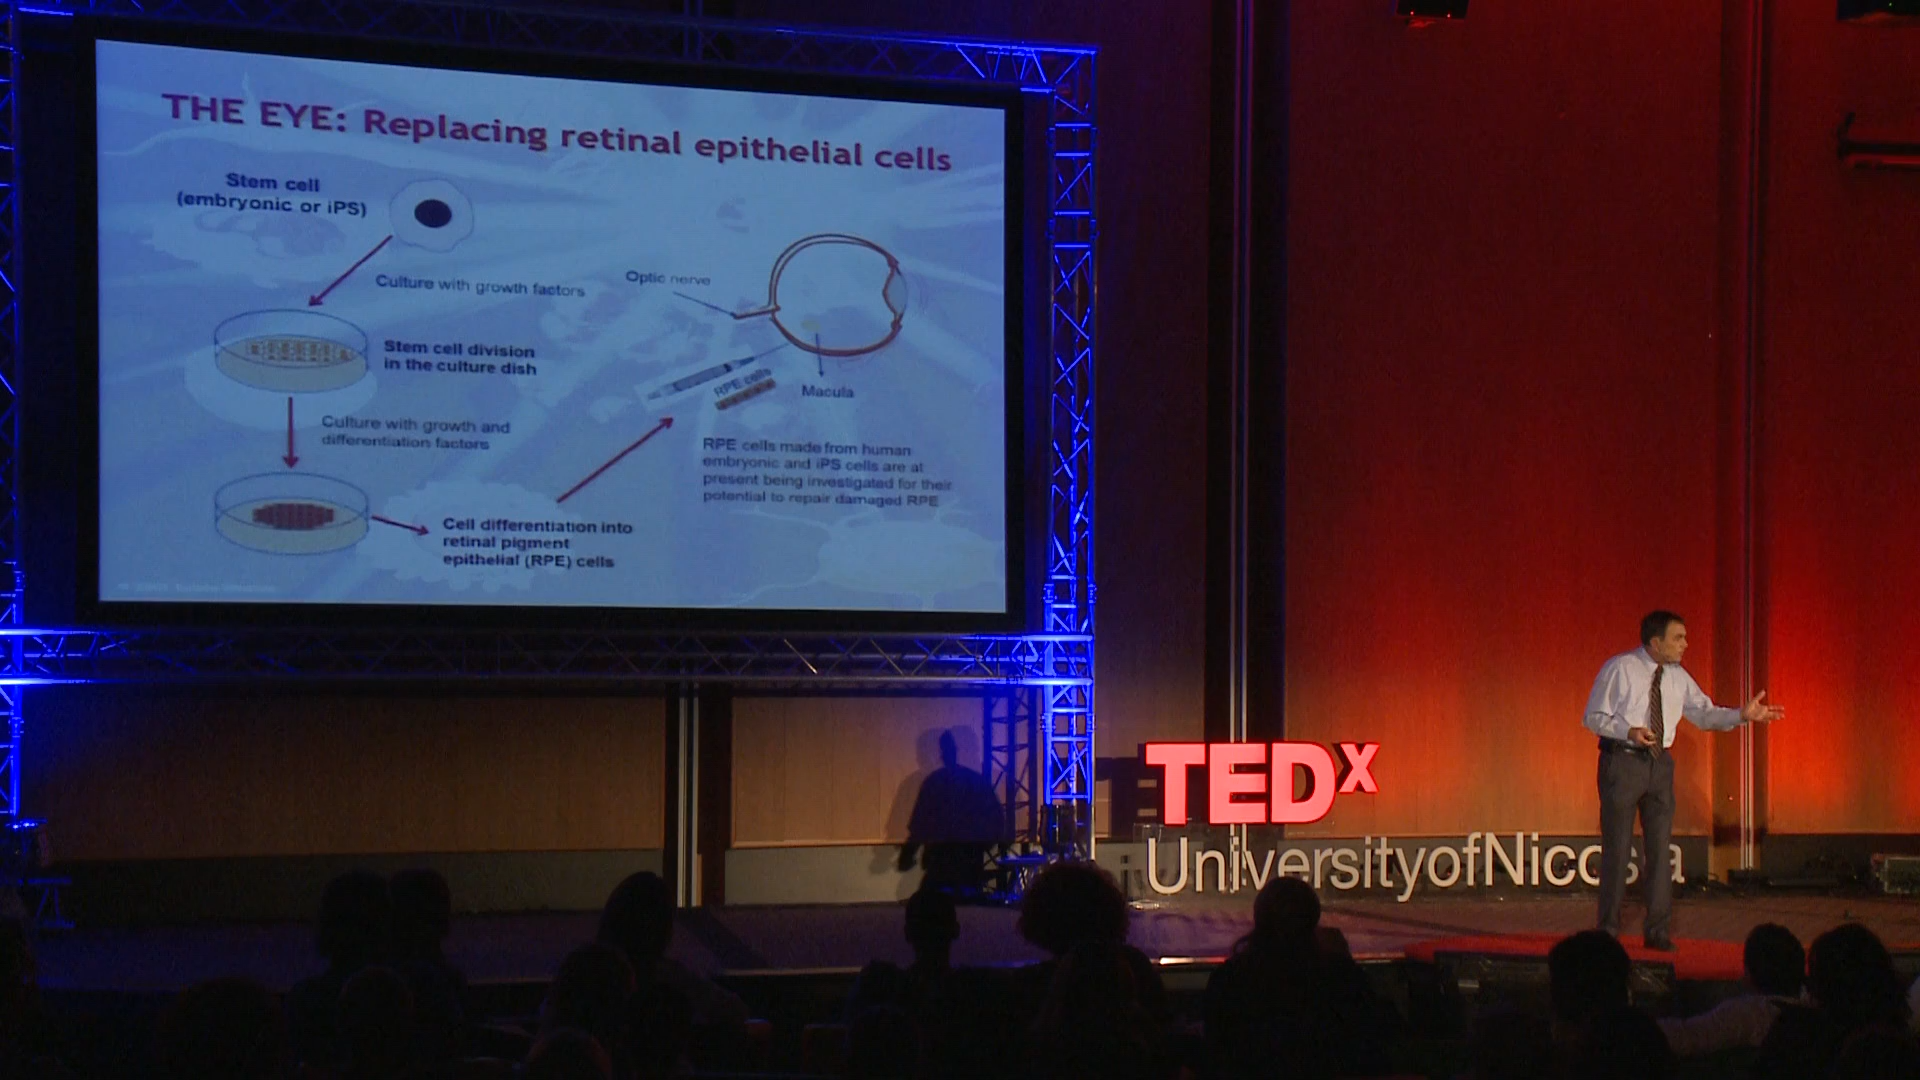 THE EYE: Replacing retinal epithelial cells
Stem cell
(embryonic or iPS)
Culture with growth factors
Stem cell division
in the culture dish
Culture with growth and
differentiation factors
Cell differentiation into
retinal pigment
epithelial (RPE) cells
Optic nerve
RPE cells
Macula
RPE cells made from human
embryonic and iPS cells are at
present being investigated for their
potential to repair damaged RPE
TEDx
UniversityofNicosia